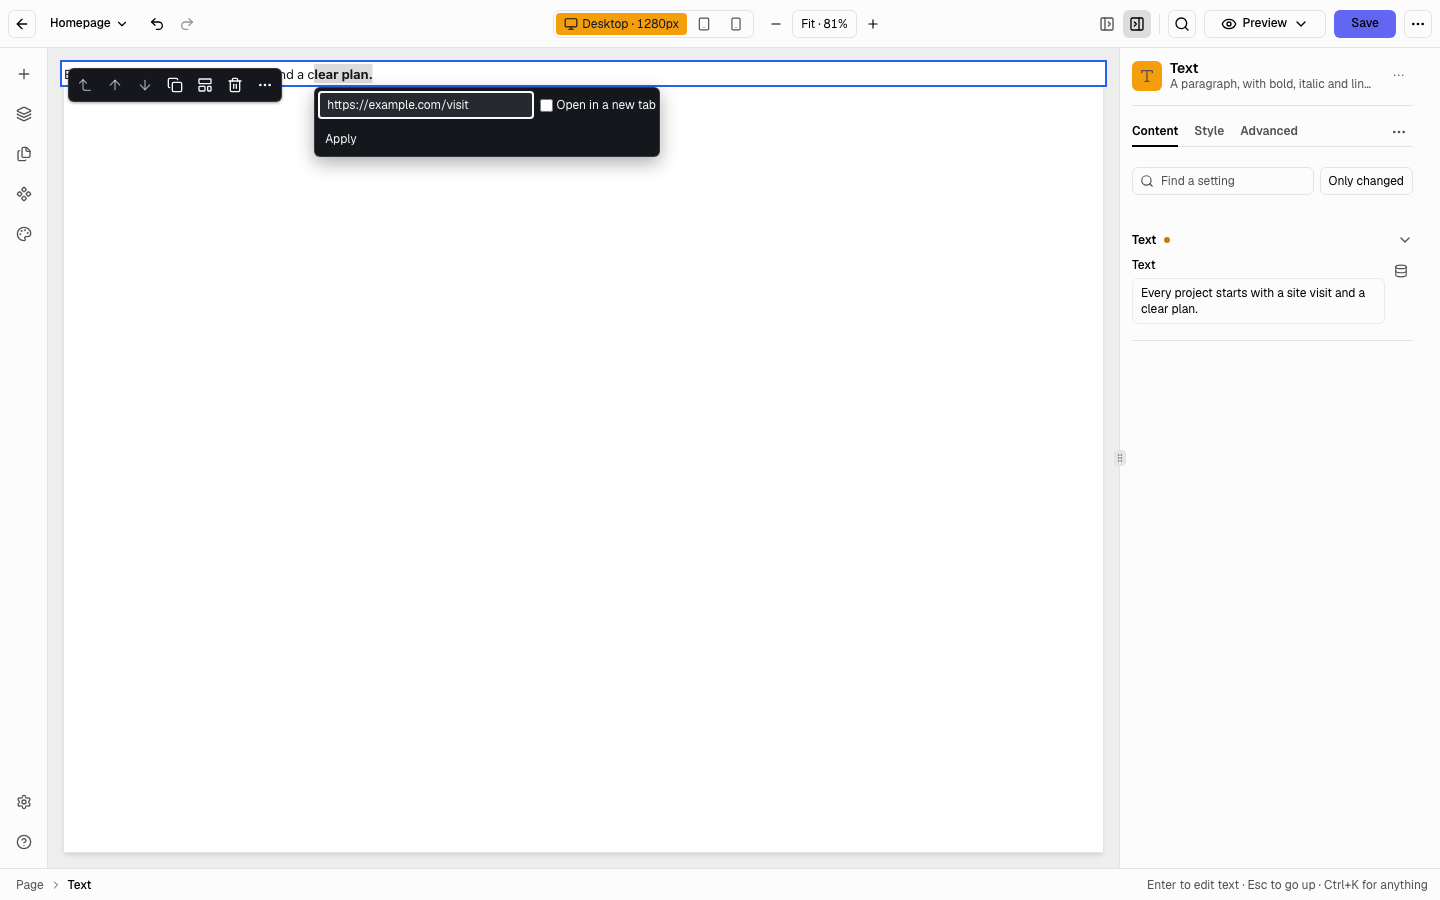 Homepage
Desktop · 1280px
Fit · 81%
Preview
Save
nd a clear plan.
https://example.com/visit
Open in a new tab
Apply
Text
A paragraph, with bold, italic and lin...
Content
Style
Advanced
Find a setting
Only changed
Text
Text
Every project starts with a site visit and a
clear plan.
Page
Text
Enter to edit text · Esc to go up · Ctrl+K for anything